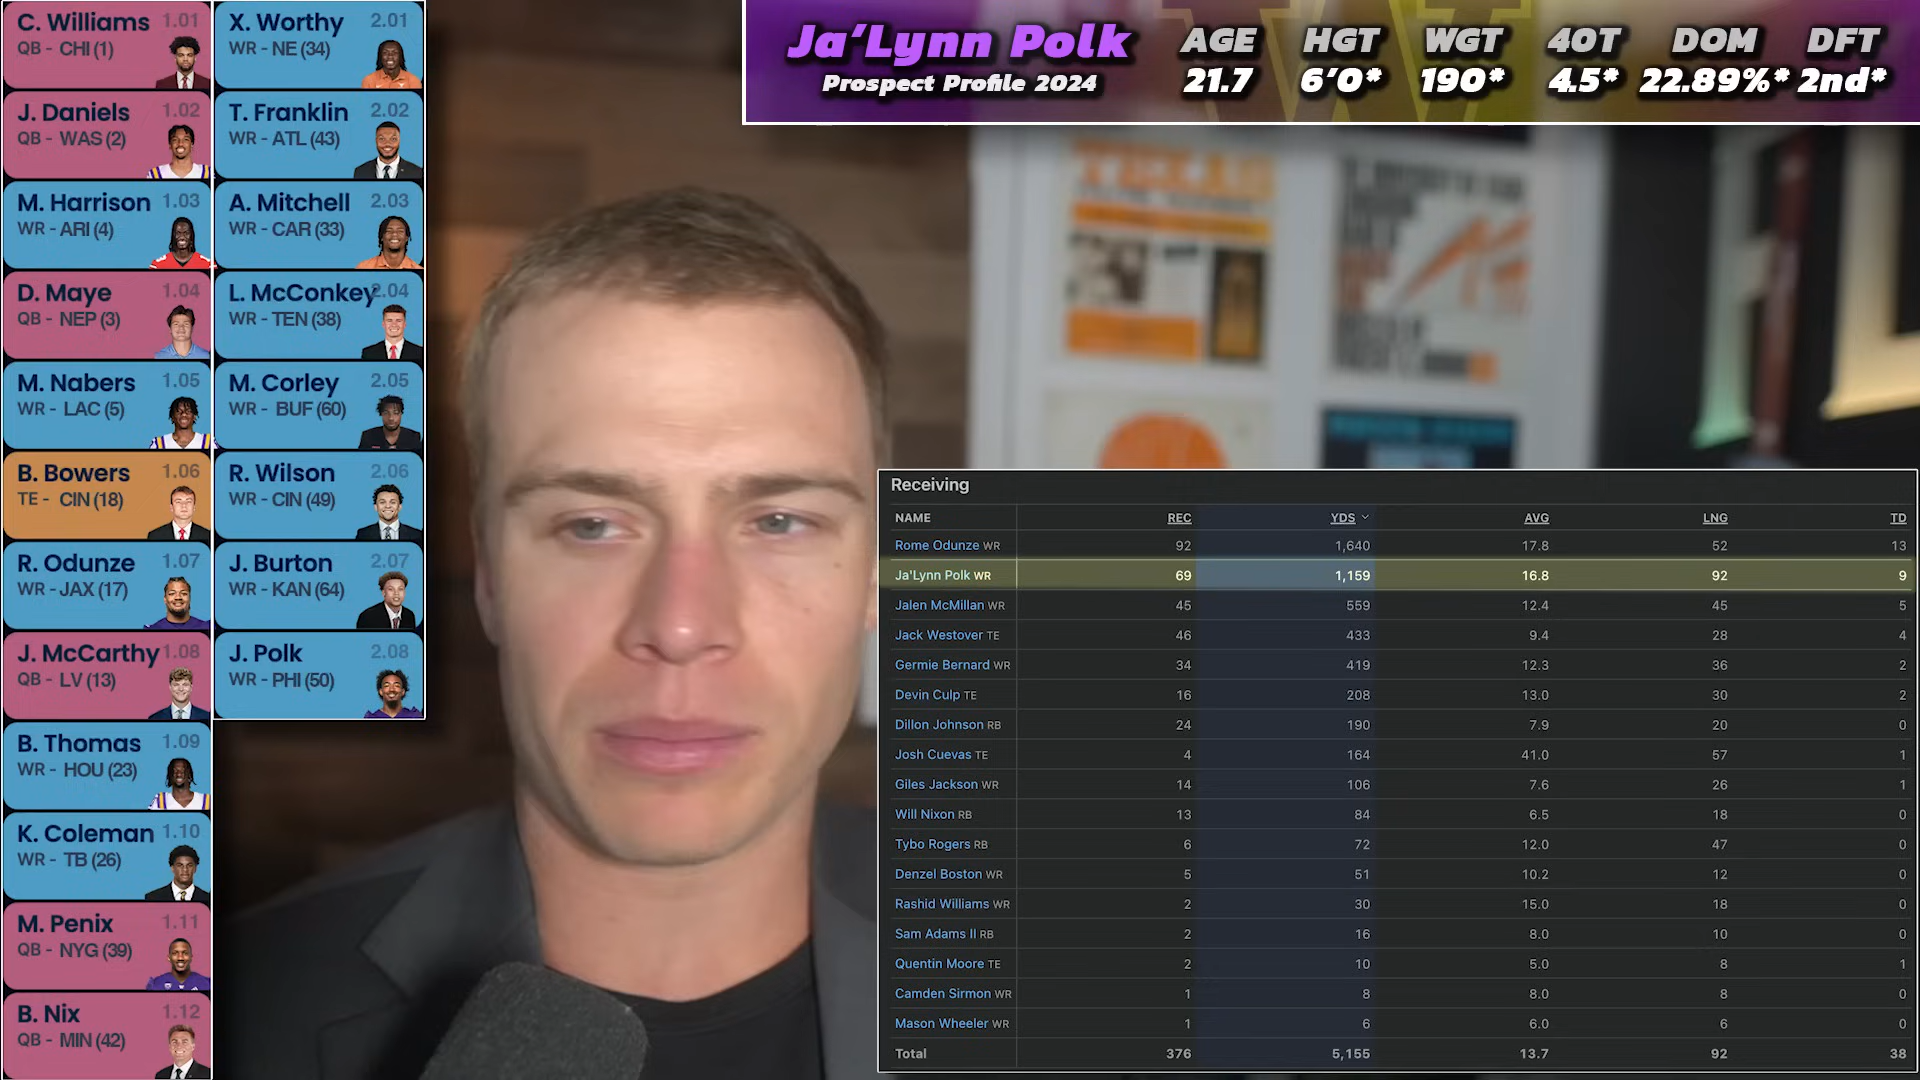 C. Williams 1.01
QB - CHI (1)
J. Daniels 1.02
QB - WAS (2)
M. Harrison 1.03
WR - ARI (4)
D. Maye 1.04
QB - NEP (3)
M. Nabers 1.05
WR - LAC (5)
B. Bowers 1.06
TE - CIN (18)
R. Odunze 1.07
WR - JAX (17)
J. McCarthy 1.08
QB - LV (13)
B. Thomas 1.09
WR - HOU (23)
K. Coleman 1.10
WR - TB (26)
M. Penix 1.11
QB - NYG (39)
B. Nix 1.12
QB - MIN (42)
X. Worthy 2.01
WR - NE (34)
T. Franklin 2.02
WR - ATL (43)
A. Mitchell 2.03
WR - CAR (33)
L. McConkey 2.04
WR - TEN (38)
M. Corley 2.05
WR - BUF (60)
R. Wilson 2.06
WR - CIN (49)
J. Burton 2.07
WR - KAN (64)
J. Polk 2.08
WR - PHI (50)
Ja'Lynn Polk
Prospect Profile 2024
AGE HGT WGT 40T DOM DFT
21.7 6'0* 190* 4.5* 22.89%* 2nd*
Receiving
NAME REC YDS AVG LNG TD
Rome Odunze WR 92 1,640 17.8 52 13
Ja'Lynn Polk WR 69 1,159 16.8 92 9
Jalen McMillan WR 45 559 12.4 45 5
Jack Westover TE 46 433 9.4 28 4
Germie Bernard WR 34 419 12.3 36 2
Devin Culp TE 16 208 13.0 30 2
Dillon Johnson RB 24 190 7.9 20 0
Josh Cuevas TE 4 164 41.0 57 1
Giles Jackson WR 14 106 7.6 26 1
Will Nixon RB 13 84 6.5 18 0
Tybo Rogers RB 6 72 12.0 47 0
Denzel Boston WR 5 51 10.2 12 0
Rashid Williams WR 2 30 15.0 18 0
Sam Adams II RB 2 16 8.0 10 0
Quentin Moore TE 2 10 5.0 8 1
Camden Sirmon WR 1 8 8.0 8 0
Mason Wheeler WR 1 6 6.0 6 0
Total 376 5,155 13.7 92 38